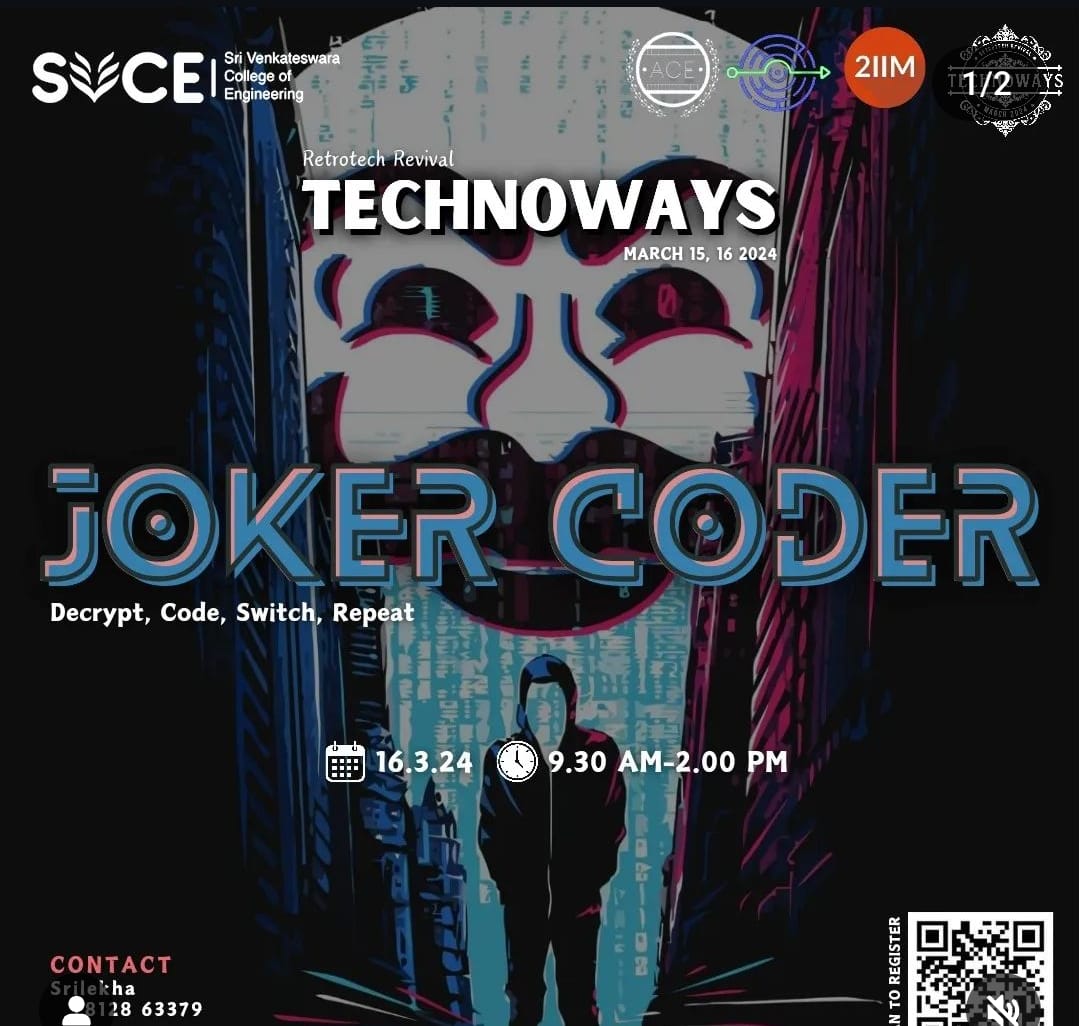 SVCE
Sri Venkateswara
College of
Engineering
ACE
2IIM
1/2
TECHNOWAYS
Retrotech Revival
TECHNOWAYS
MARCH 15, 16 2024
1
0
JOKER CODER
Decrypt, Code, Switch, Repeat
16.3.24
9.30 AM-2.00 PM
CONTACT
Srilekha
8128 63379
N TO REGISTER